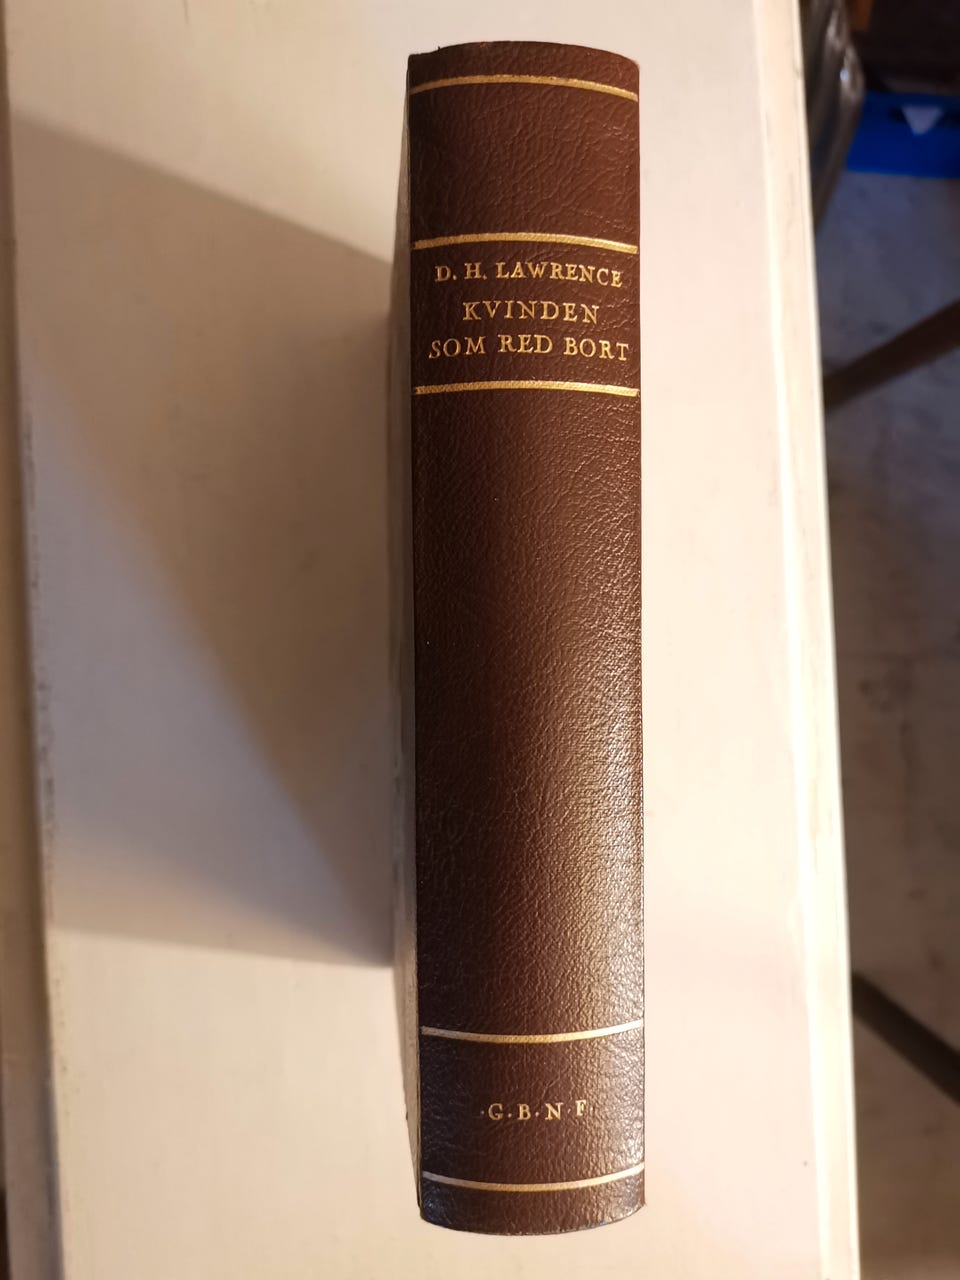 D. H. LAWRENCE
KVINDEN
SOM RED BORT
·G·B·N·F·